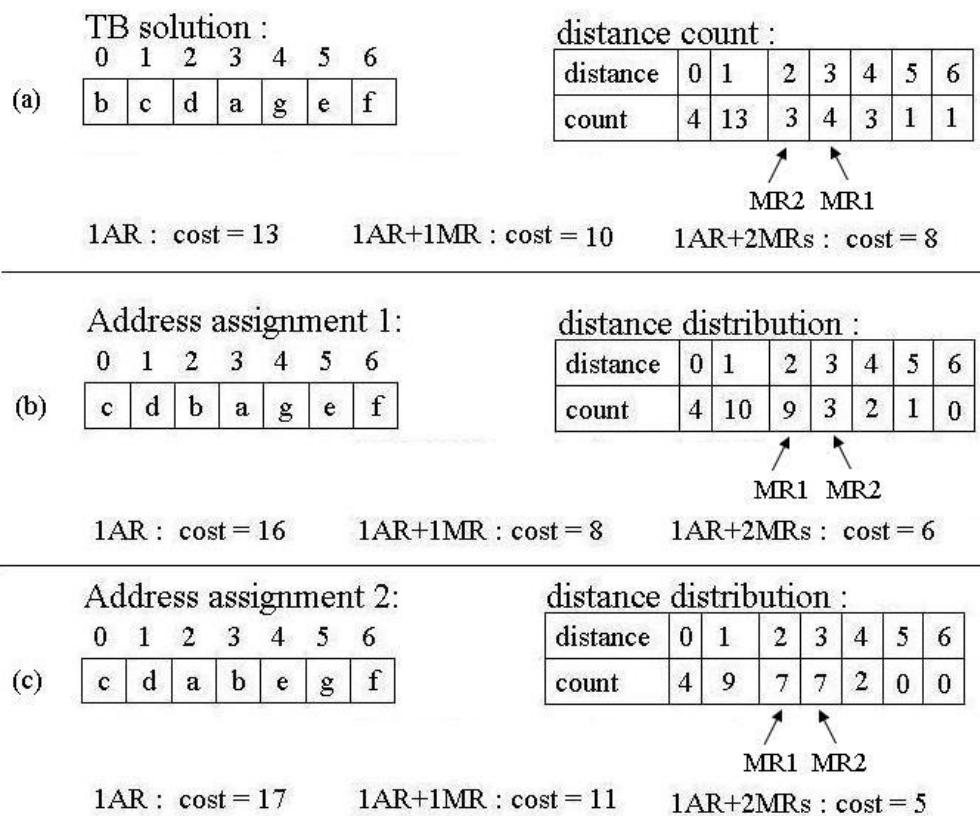 TB solution :
0 1 2 3 4 5 6
(a)
b c d a g e f
distance count :
distance 0 1 2 3 4 5 6
count 4 13 3 4 3 1 1
MR2 MR1
1AR : cost = 13 1AR+1MR : cost = 10 1AR+2MRs : cost = 8
Address assignment 1:
0 1 2 3 4 5 6
(b)
c d b a g e f
distance distribution :
distance 0 1 2 3 4 5 6
count 4 10 9 3 2 1 0
MR1 MR2
1AR : cost = 16 1AR+1MR : cost = 8 1AR+2MRs : cost = 6
Address assignment 2:
0 1 2 3 4 5 6
(c)
c d a b e g f
distance distribution :
distance 0 1 2 3 4 5 6
count 4 9 7 7 2 0 0
MR1 MR2
1AR : cost = 17 1AR+1MR : cost = 11 1AR+2MRs : cost = 5